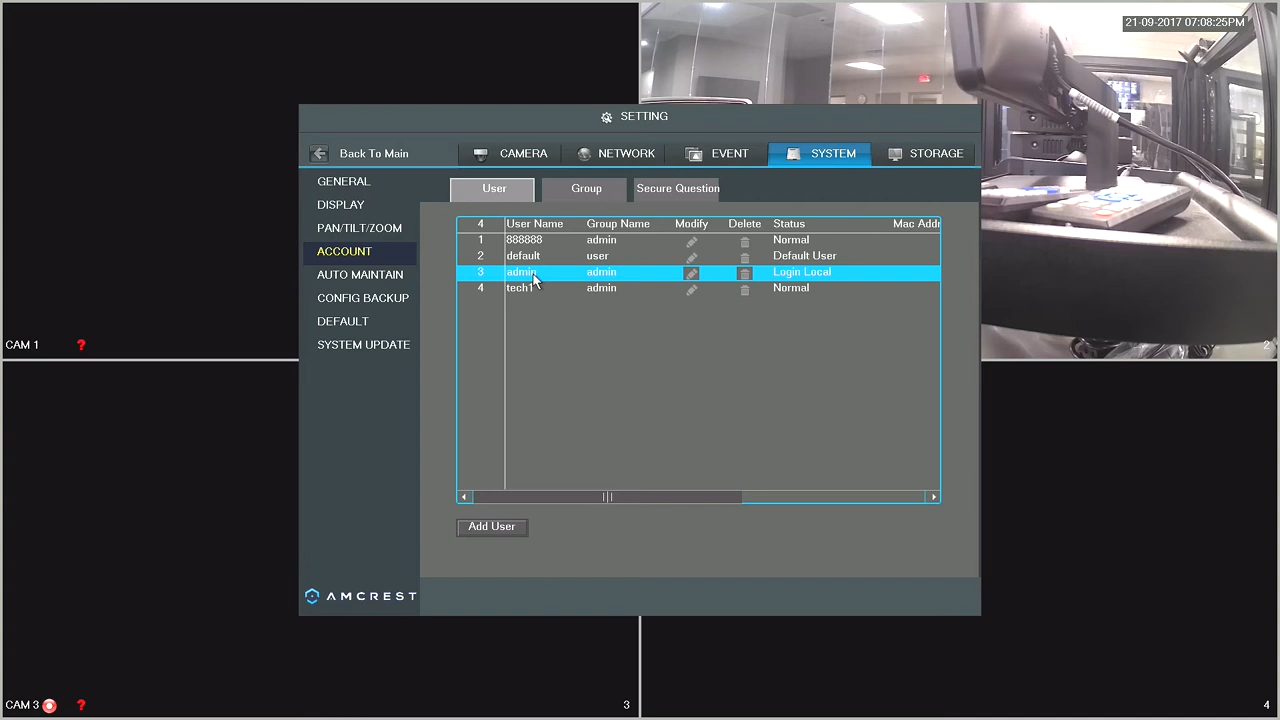 21-09-2017 07:08:25PM
SETTING
Back To Main CAMERA NETWORK EVENT SYSTEM STORAGE
GENERAL
DISPLAY
PAN/TILT/ZOOM
ACCOUNT
AUTO MAINTAIN
CONFIG BACKUP
DEFAULT
SYSTEM UPDATE
User Group Secure Question
4 User Name Group Name Modify Delete Status Mac Addr
1 888888 admin Normal
2 default user Default User
3 admin admin Login Local
4 tech1 admin Normal
Add User
AMCREST
CAM 1 ?
2
CAM 3 ?
3
4